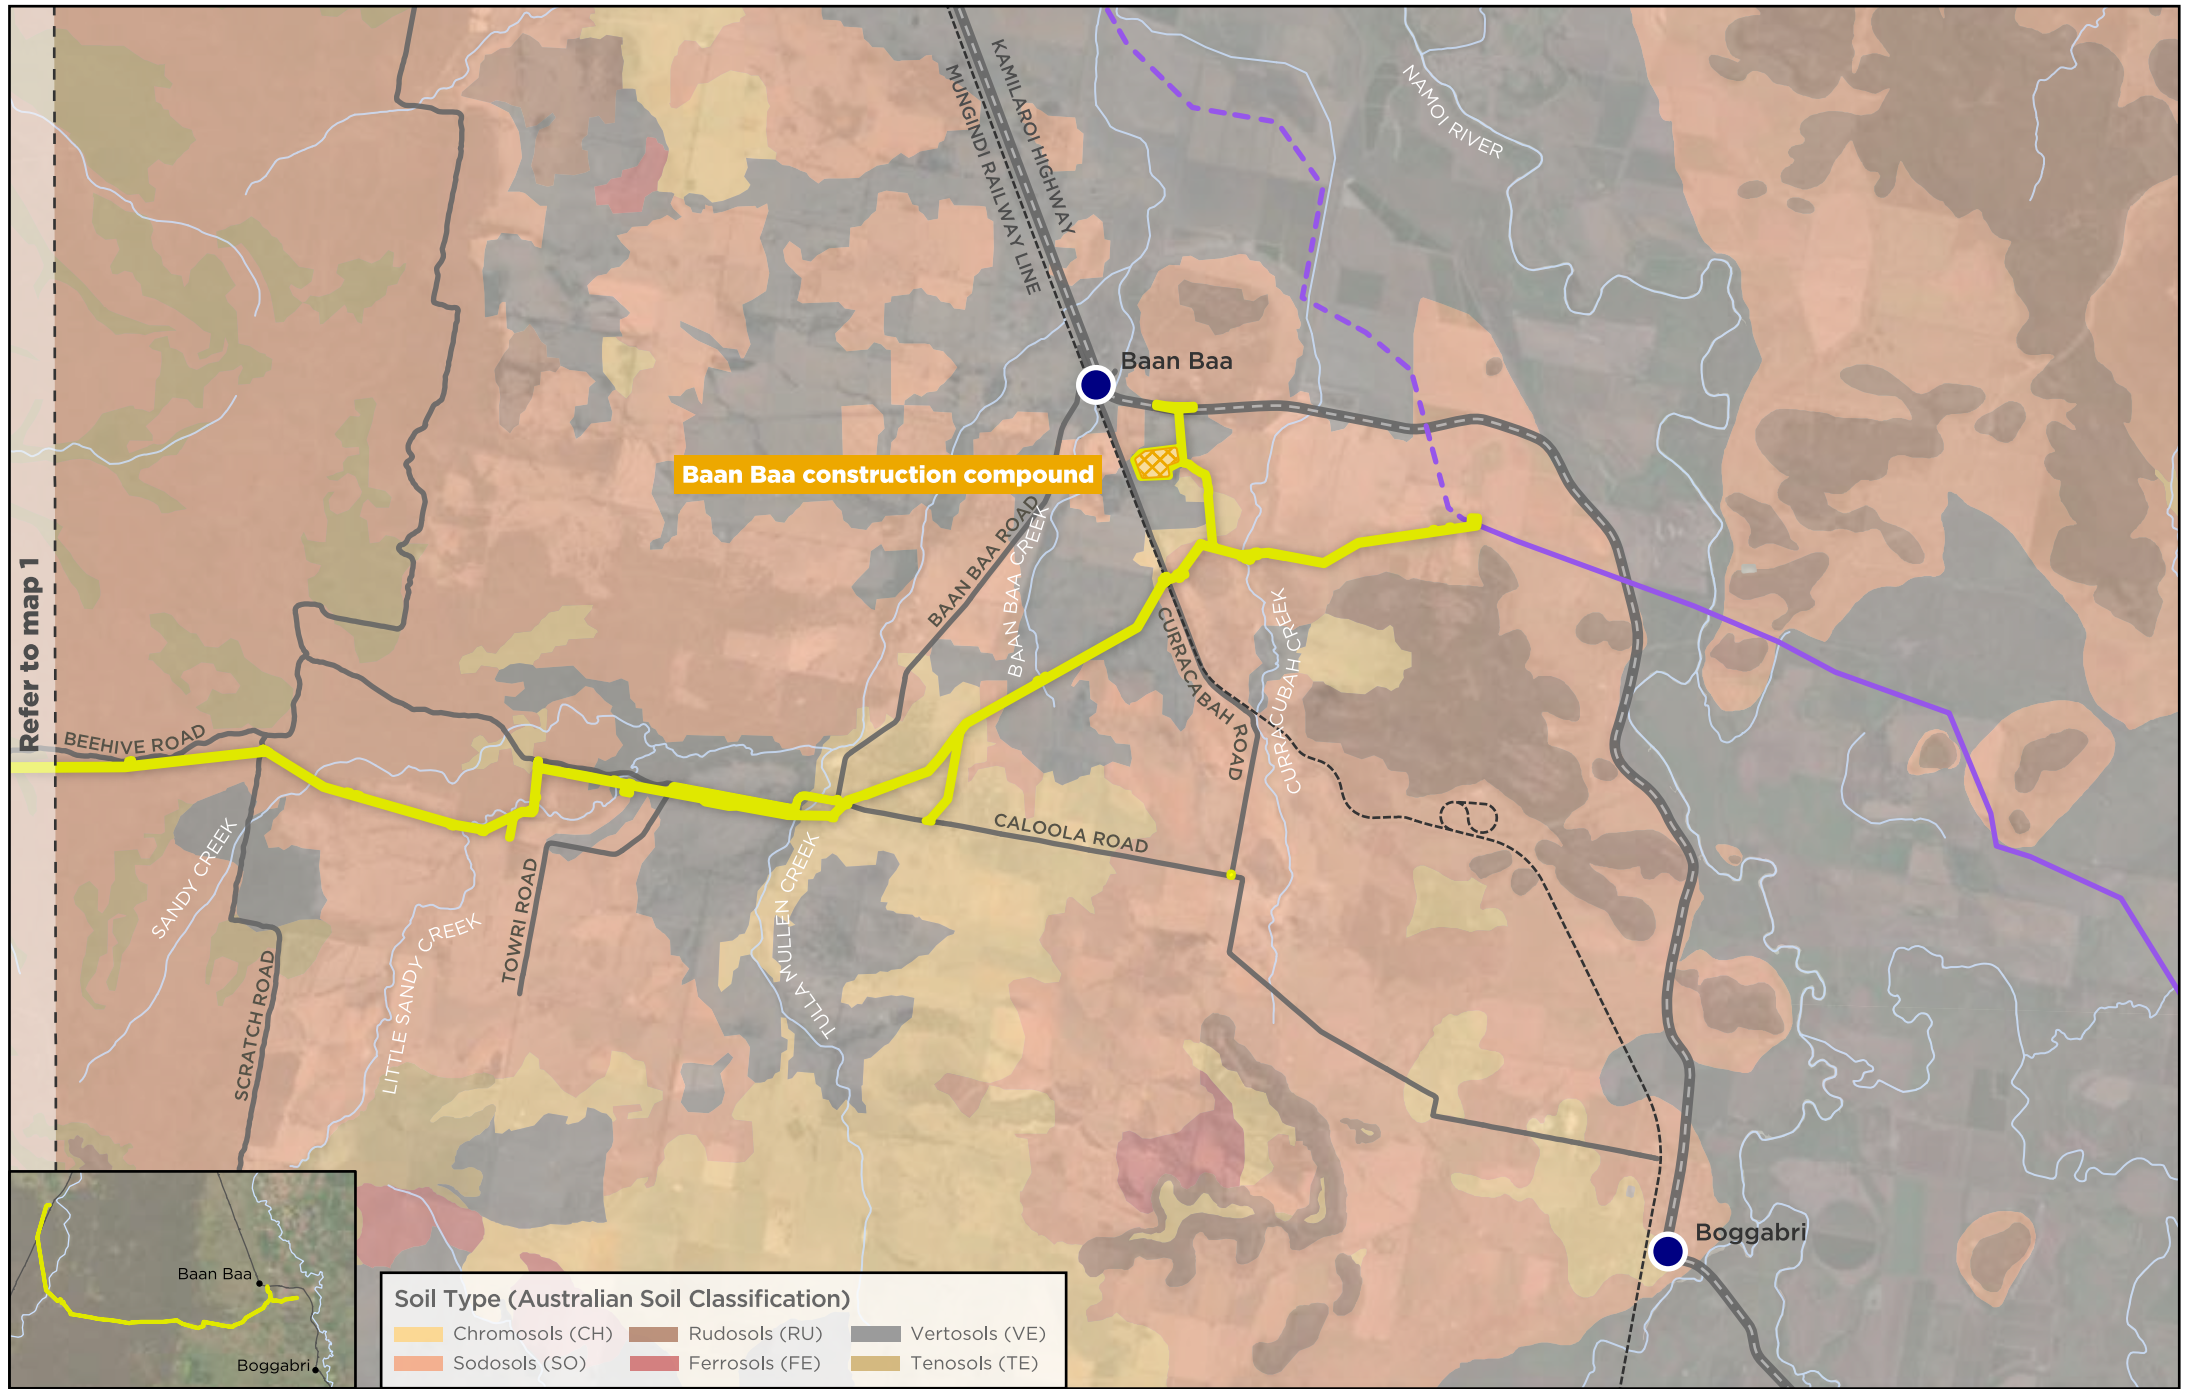 KAMILAROI HIGHWAY
MUNGINDI RAILWAY LINE
NAMOI RIVER
Baan Baa
Baan Baa construction compound
BAAN BAA ROAD
BAAN BAA CREEK
Refer to map 1
BEEHIVE ROAD
CURRACABAH ROAD
CURRACUBAH CREEK
CALOOLA ROAD
SANDY CREEK
TOWRI ROAD
TULLA MULLEN CREEK
LITTLE SANDY CREEK
SCRATCH ROAD
Boggabri
Baan Baa
Boggabri
Soil Type (Australian Soil Classification)
Chromosols (CH)
Rudosols (RU)
Vertosols (VE)
Sodosols (SO)
Ferrosols (FE)
Tenosols (TE)